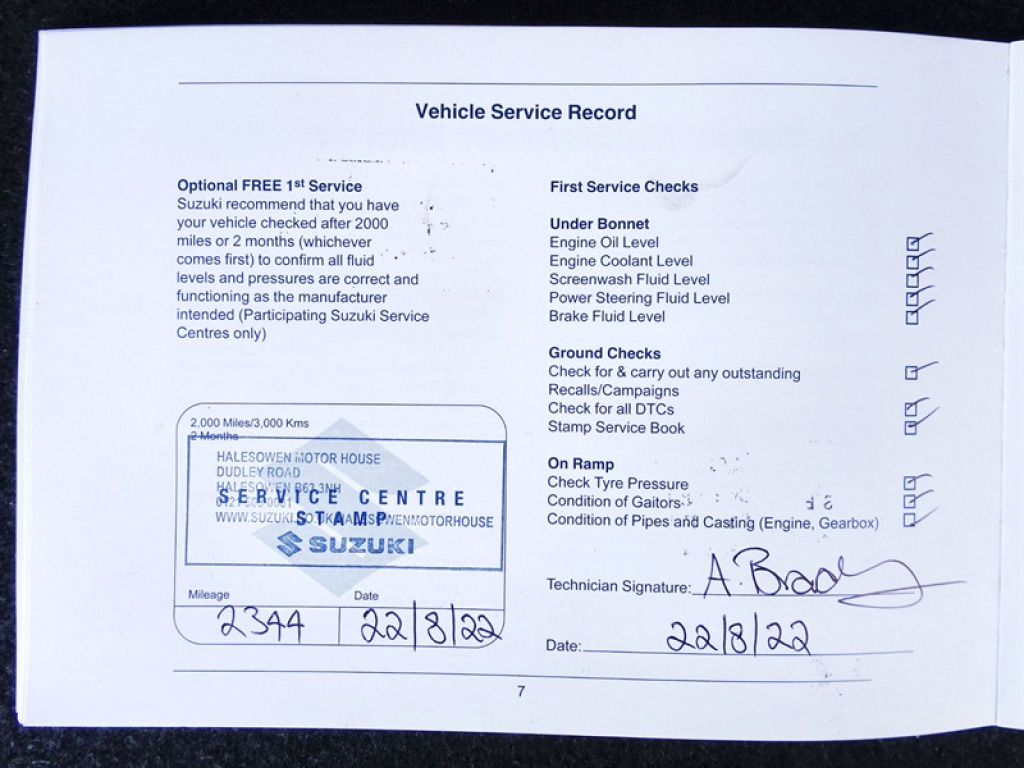 Vehicle Service Record
Optional FREE 1st Service
Suzuki recommend that you have
your vehicle checked after 2000
miles or 2 months (whichever
comes first) to confirm all fluid
levels and pressures are correct and
functioning as the manufacturer
intended (Participating Suzuki Service
Centres only)
2,000 Miles/3,000 Kms
2 Months
HALESOWEN MOTOR HOUSE
DUDLEY ROAD
HALESOWEN B63 3NH
SERVICE CENTRE
STAMP
SUZUKI
Mileage
Date
2344
22/8/22
First Service Checks
Under Bonnet
Engine Oil Level
Engine Coolant Level
Screenwash Fluid Level
Power Steering Fluid Level
Brake Fluid Level
Ground Checks
Check for & carry out any outstanding
Recalls/Campaigns
Check for all DTCs
Stamp Service Book
On Ramp
Check Tyre Pressure
Condition of Gaitors
Condition of Pipes and Casting (Engine, Gearbox)
Technician Signature: A. Brady
Date: 22/8/22
7